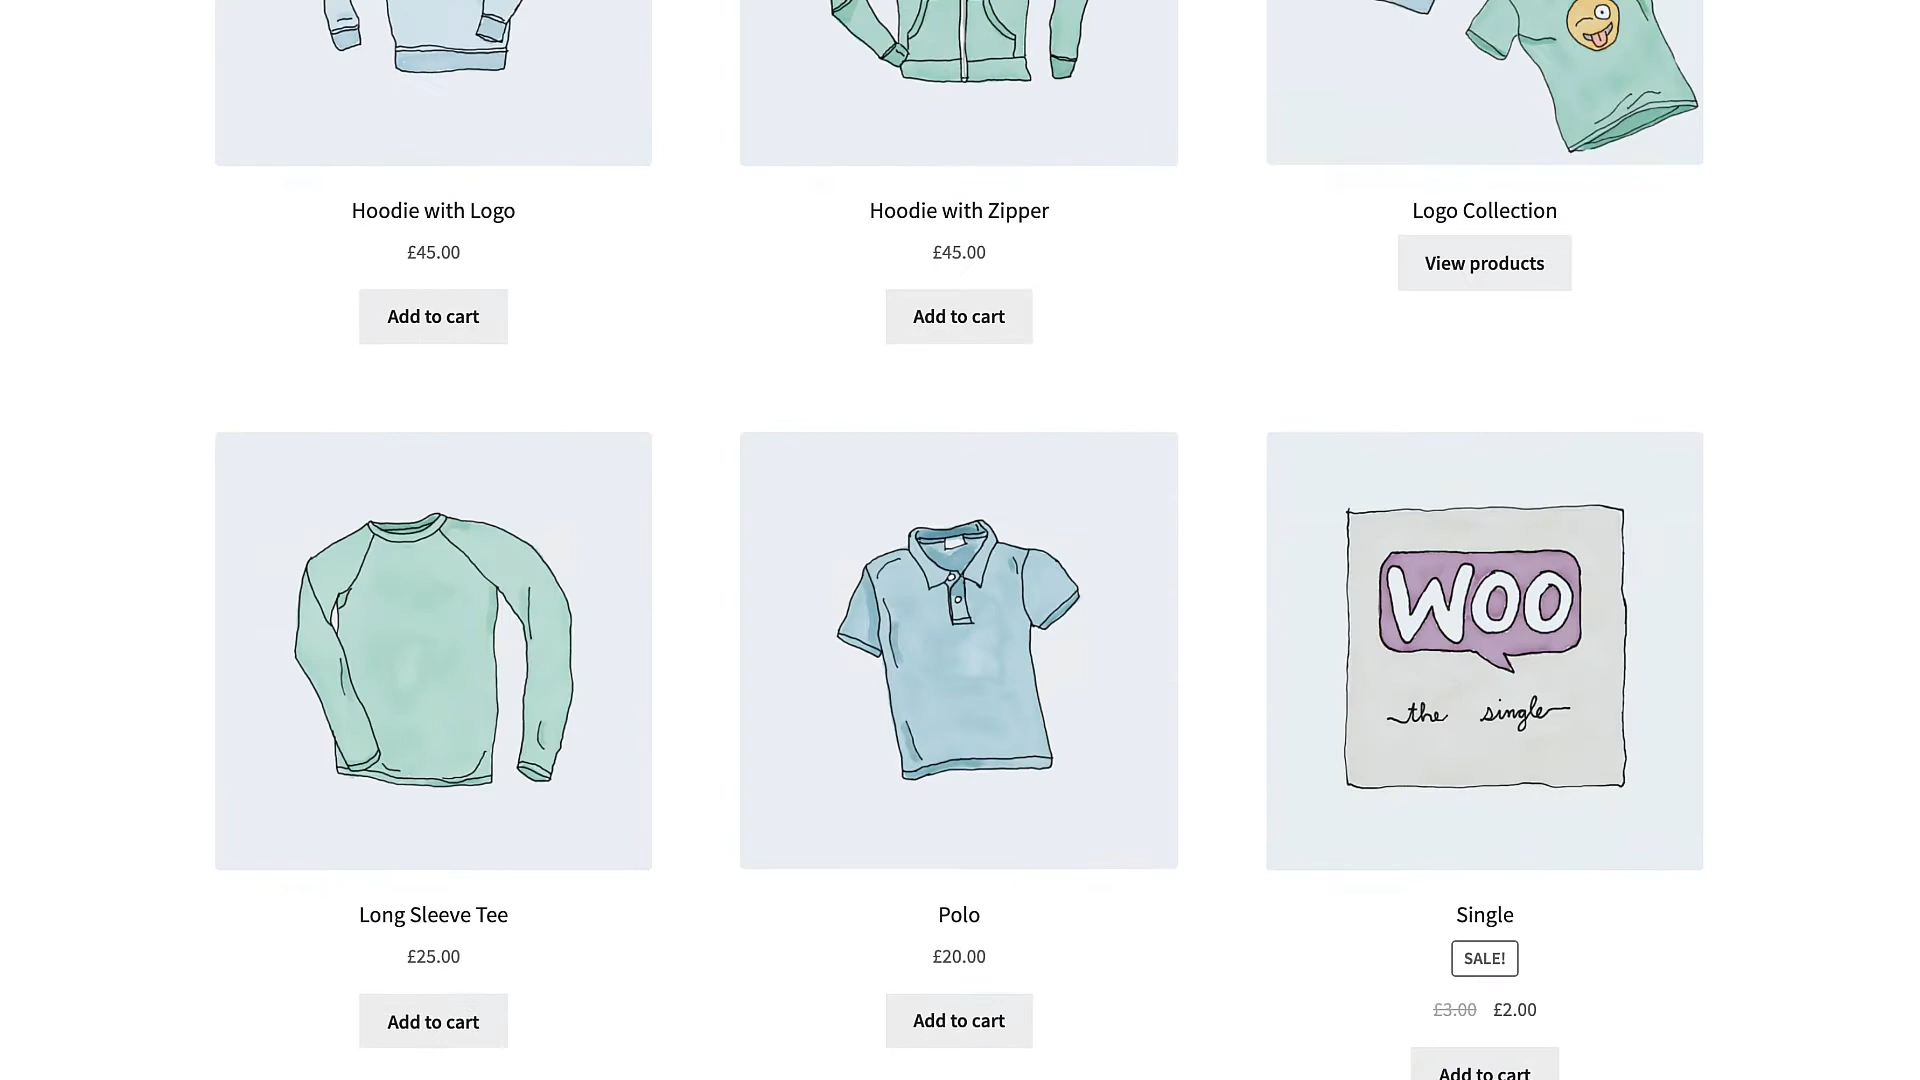 Hoodie with Logo
Hoodie with Zipper
Logo Collection
£45.00
£45.00
View products
Add to cart
Add to cart
WOO
the single
Long Sleeve Tee
Polo
Single
£25.00
£20.00
SALE!
£3.00 £2.00
Add to cart
Add to cart
Add to cart